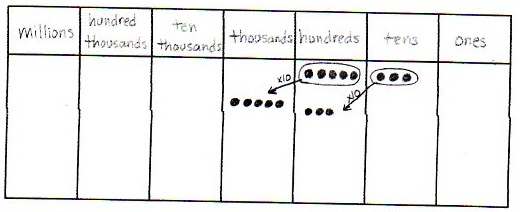 millions
hundred
thousands
ten
thousands
thousands
hundreds
tens
ones
x10
x10